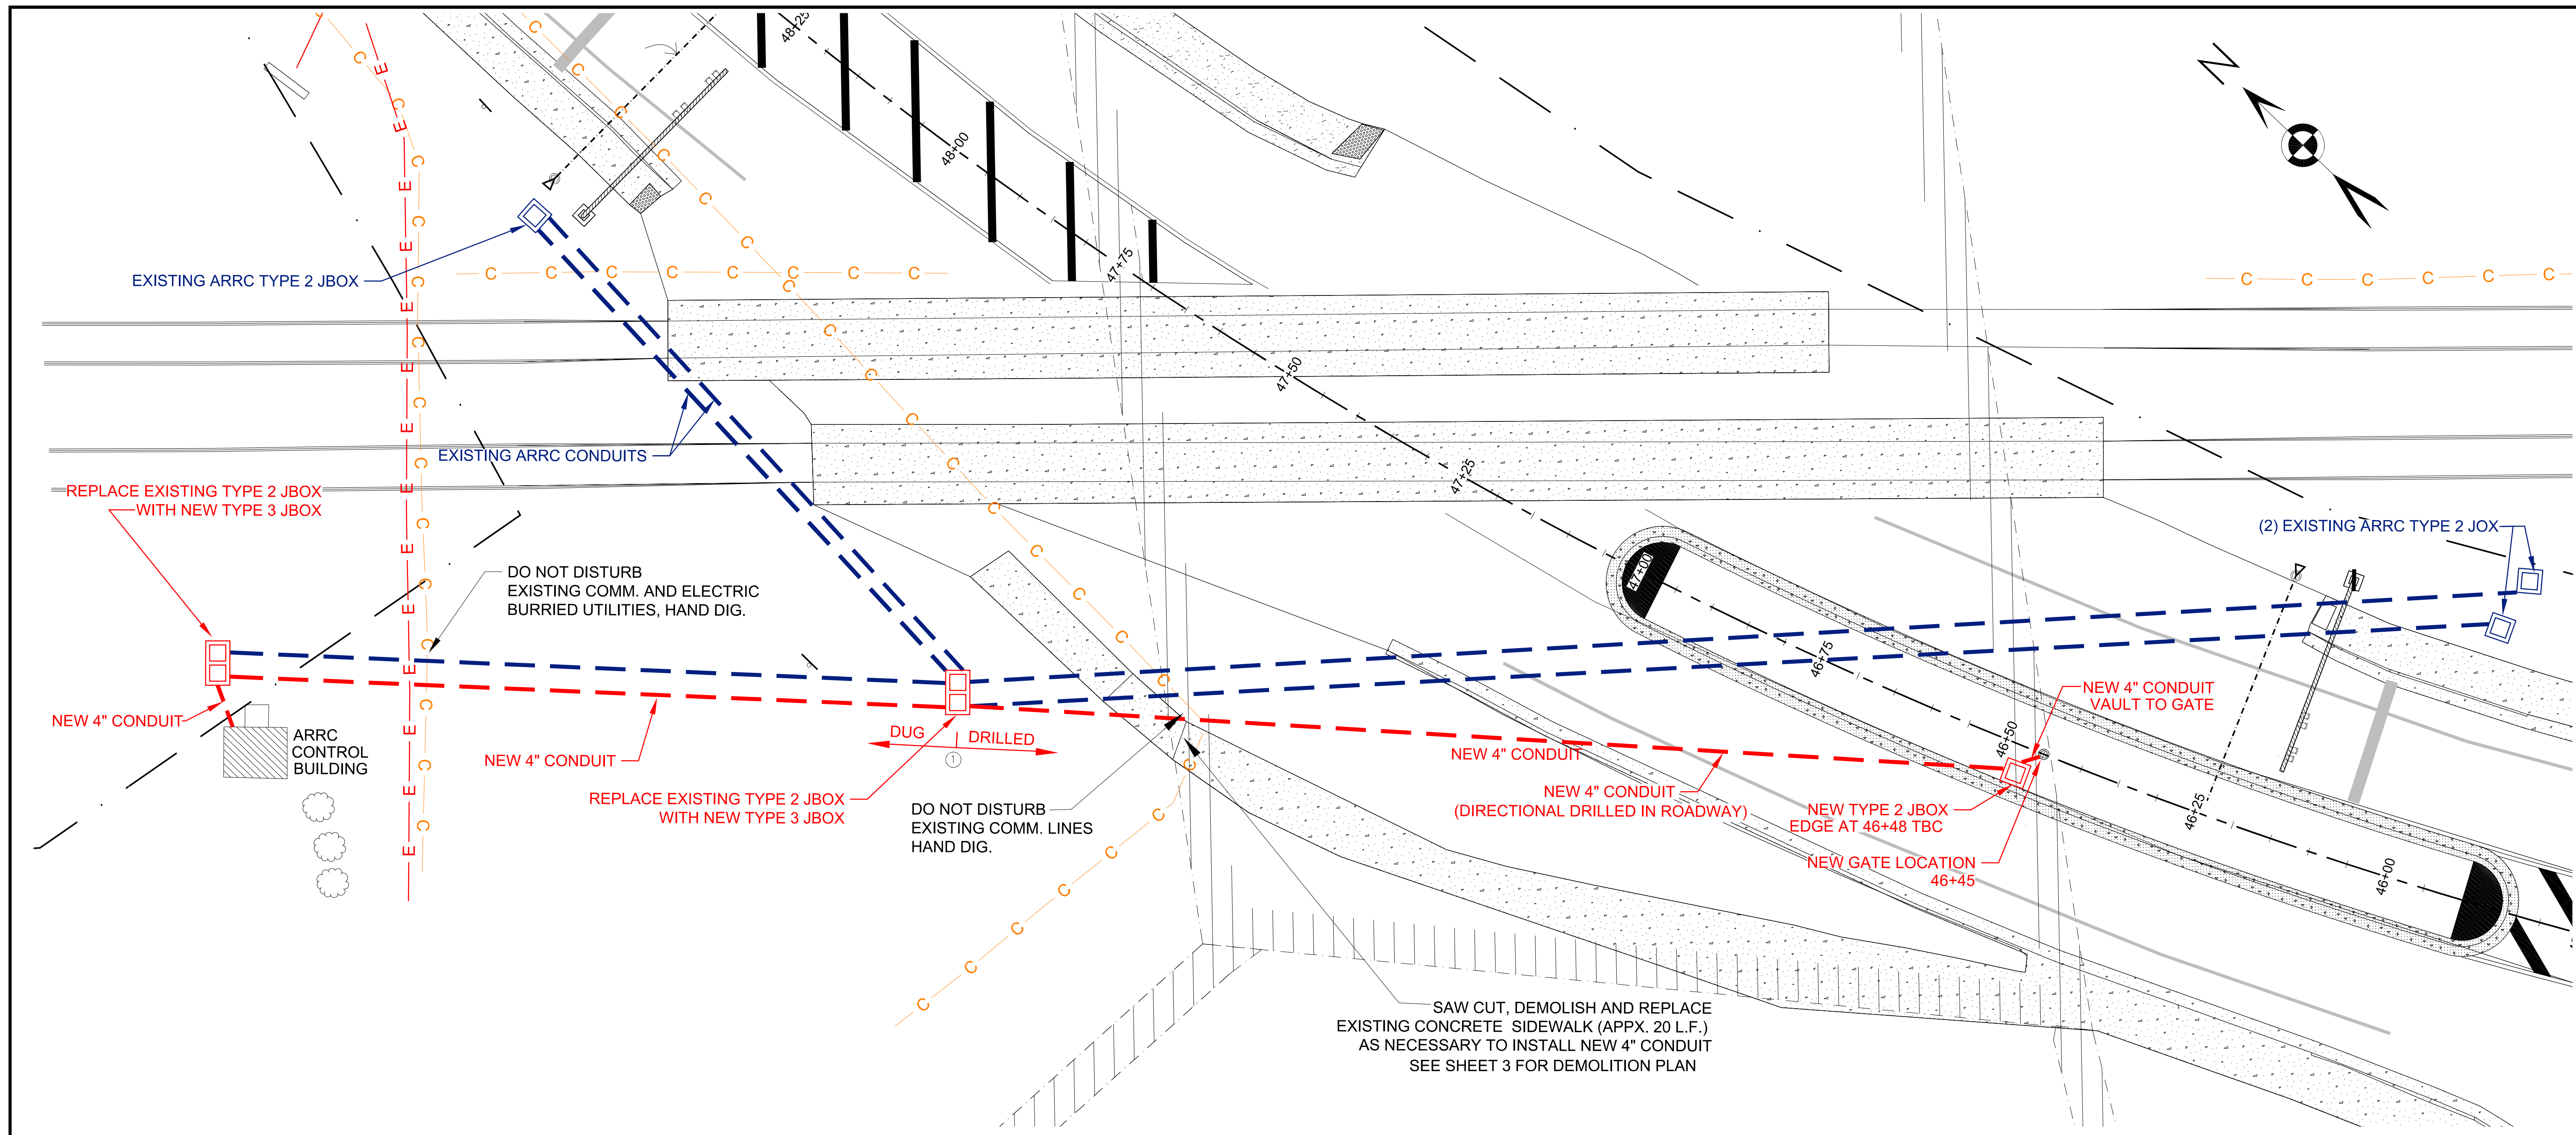 48+25
N
48+00
47+75
EXISTING ARRC TYPE 2 JBOX
C C C C C C C C
C C C C C C
47+50
EXISTING ARRC CONDUITS
47+25
REPLACE EXISTING TYPE 2 JBOX
WITH NEW TYPE 3 JBOX
(2) EXISTING ARRC TYPE 2 JOX
DO NOT DISTURB
EXISTING COMM. AND ELECTRIC
BURRIED UTILITIES, HAND DIG.
47+00
46+75
NEW 4" CONDUIT
VAULT TO GATE
NEW 4" CONDUIT
ARRC
CONTROL
BUILDING
DUG
DRILLED
1
46+50
NEW 4" CONDUIT
NEW 4" CONDUIT
NEW 4" CONDUIT
(DIRECTIONAL DRILLED IN ROADWAY)
REPLACE EXISTING TYPE 2 JBOX
WITH NEW TYPE 3 JBOX
DO NOT DISTURB
EXISTING COMM. LINES
HAND DIG.
NEW TYPE 2 JBOX
EDGE AT 46+48 TBC
46+25
NEW GATE LOCATION
46+45
46+00
SAW CUT, DEMOLISH AND REPLACE
EXISTING CONCRETE SIDEWALK (APPX. 20 L.F.)
AS NECESSARY TO INSTALL NEW 4" CONDUIT
SEE SHEET 3 FOR DEMOLITION PLAN
E E E E E E E E E E E E E E E
C C C C C C C C C C C C C C C C
C C C C C C C C C C C C C C C C C
C C C C C C C